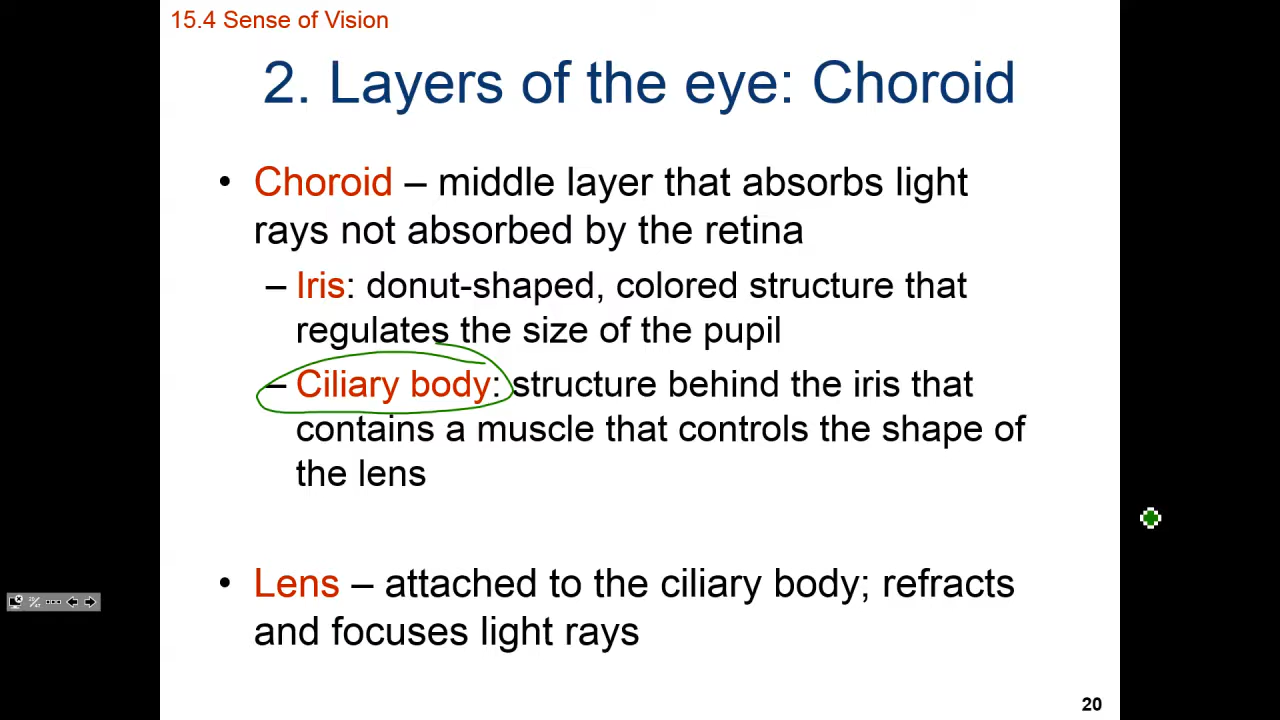 15.4 Sense of Vision
2. Layers of the eye: Choroid
• Choroid – middle layer that absorbs light
rays not absorbed by the retina
– Iris: donut-shaped, colored structure that
regulates the size of the pupil
– Ciliary body: structure behind the iris that
contains a muscle that controls the shape of
the lens
• Lens – attached to the ciliary body; refracts
and focuses light rays
20